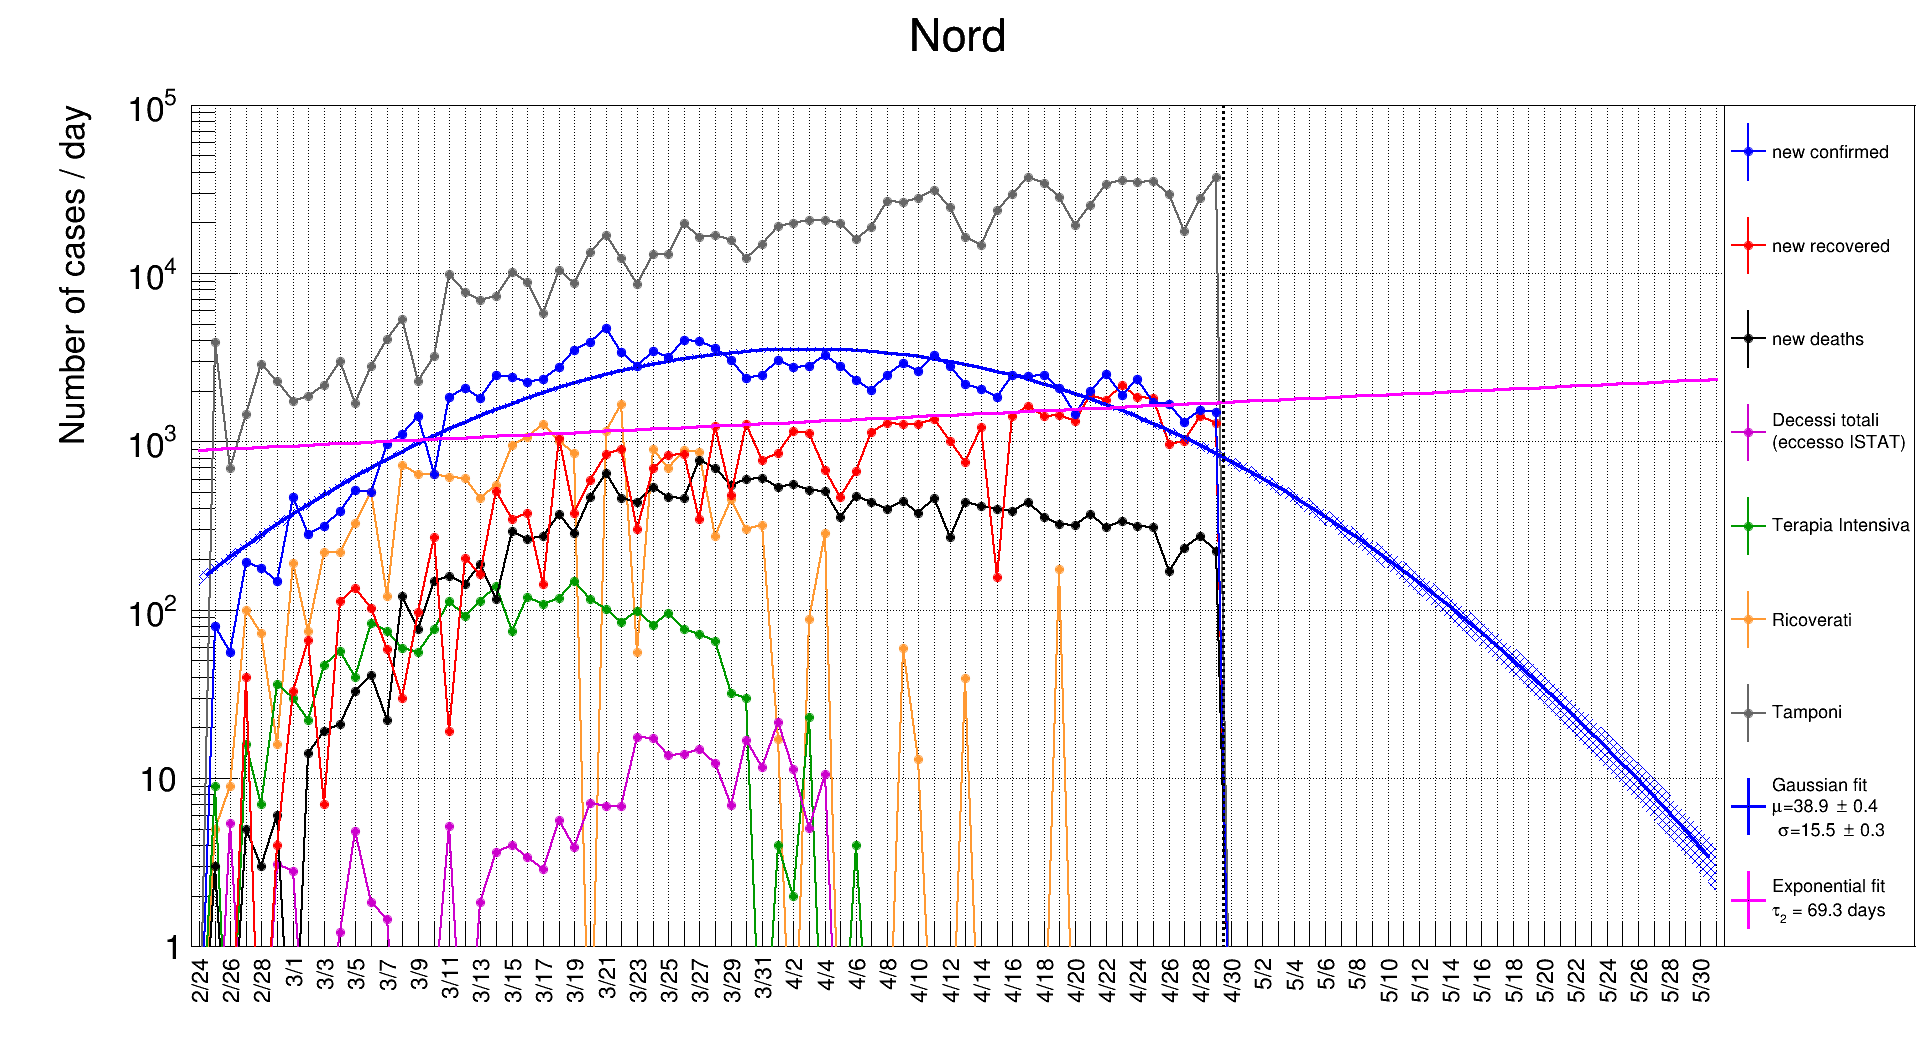 Nord
Number of cases / day
10^5
10^4
10^3
10^2
10
1
2/24 2/26 2/28 3/1 3/3 3/5 3/7 3/9 3/11 3/13 3/15 3/17 3/19 3/21 3/23 3/25 3/27 3/29 3/31 4/2 4/4 4/6 4/8 4/10 4/12 4/14 4/16 4/18 4/20 4/22 4/24 4/26 4/28 4/30 5/2 5/4 5/6 5/8 5/10 5/12 5/14 5/16 5/18 5/20 5/22 5/24 5/26 5/28 5/30
new confirmed
new recovered
new deaths
Decessi totali
(eccesso ISTAT)
Terapia Intensiva
Ricoverati
Tamponi
Gaussian fit
μ=38.9 ± 0.4
σ=15.5 ± 0.3
Exponential fit
τ_2 = 69.3 days